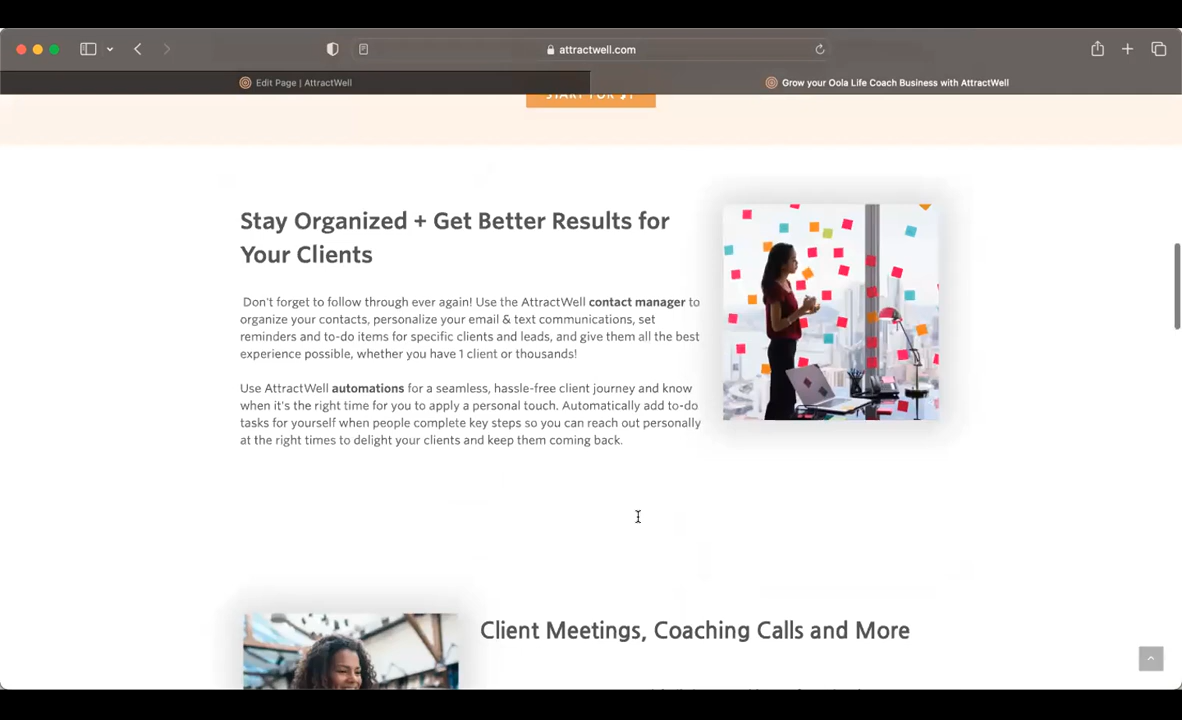 attractwell.com
Edit Page | AttractWell
Grow your Oola Life Coach Business with AttractWell
START FOR $1
Stay Organized + Get Better Results for
Your Clients
Don't forget to follow through ever again! Use the AttractWell contact manager to
organize your contacts, personalize your email & text communications, set
reminders and to-do items for specific clients and leads, and give them all the best
experience possible, whether you have 1 client or thousands!
Use AttractWell automations for a seamless, hassle-free client journey and know
when it's the right time for you to apply a personal touch. Automatically add to-do
tasks for yourself when people complete key steps so you can reach out personally
at the right times to delight your clients and keep them coming back.
Client Meetings, Coaching Calls and More